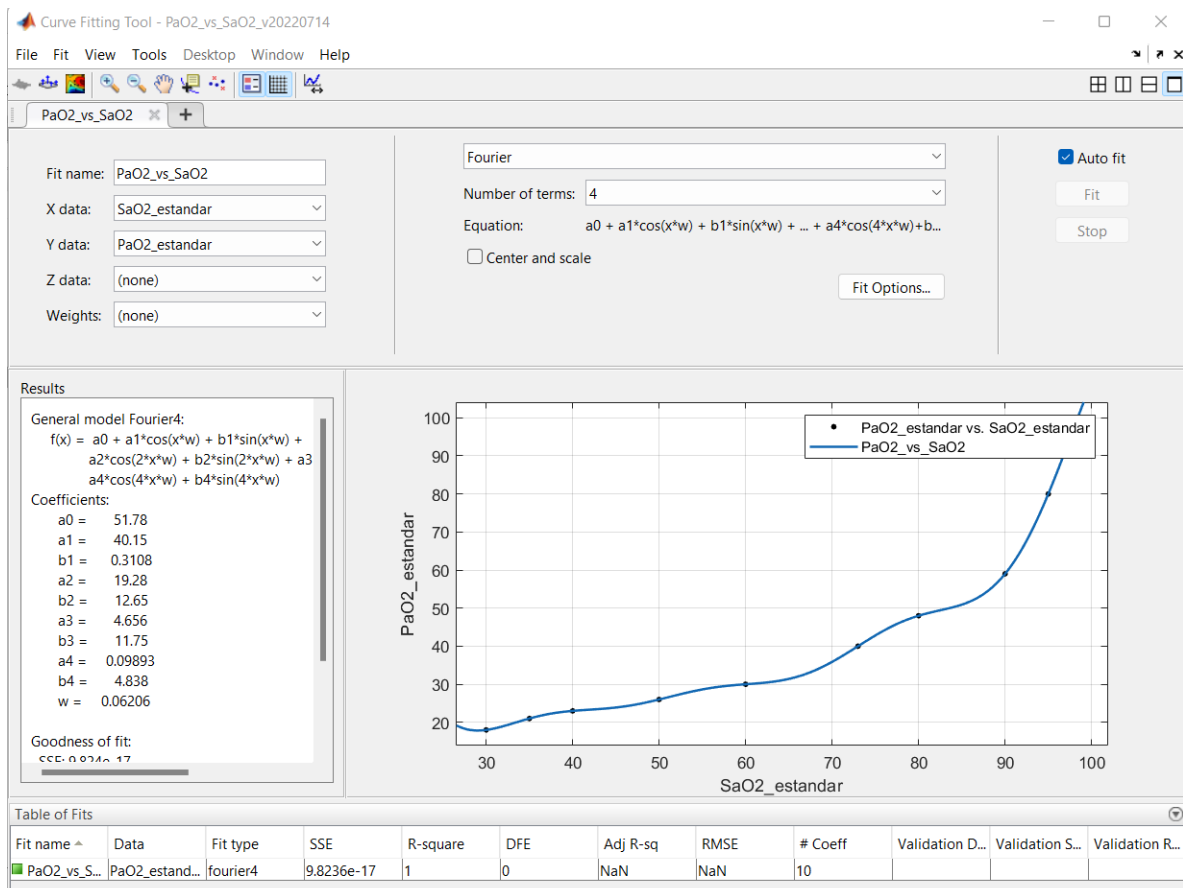 Curve Fitting Tool - PaO2_vs_SaO2_v20220714
File Fit View Tools Desktop Window Help
PaO2_vs_SaO2
Fit name: PaO2_vs_SaO2
X data: SaO2_estandar
Y data: PaO2_estandar
Z data: (none)
Weights: (none)
Fourier
Number of terms: 4
Equation: a0 + a1*cos(x*w) + b1*sin(x*w) + ... + a4*cos(4*x*w)+b...
Center and scale
Fit Options...
Auto fit
Fit
Stop
Results
General model Fourier4:
f(x) = a0 + a1*cos(x*w) + b1*sin(x*w) +
a2*cos(2*x*w) + b2*sin(2*x*w) + a3
a4*cos(4*x*w) + b4*sin(4*x*w)
Coefficients:
a0 = 51.78
a1 = 40.15
b1 = 0.3108
a2 = 19.28
b2 = 12.65
a3 = 4.656
b3 = 11.75
a4 = 0.09893
b4 = 4.838
w = 0.06206
Goodness of fit:
SSE: 9.824e-17
PaO2_estandar vs. SaO2_estandar
PaO2_vs_SaO2
100
90
80
70
60
50
40
30
20
PaO2_estandar
30 40 50 60 70 80 90 100
SaO2_estandar
Table of Fits
Fit name Data Fit type SSE R-square DFE Adj R-sq RMSE # Coeff Validation D... Validation S... Validation R...
PaO2_vs_S... PaO2_estand... fourier4 9.8236e-17 1 0 NaN NaN 10